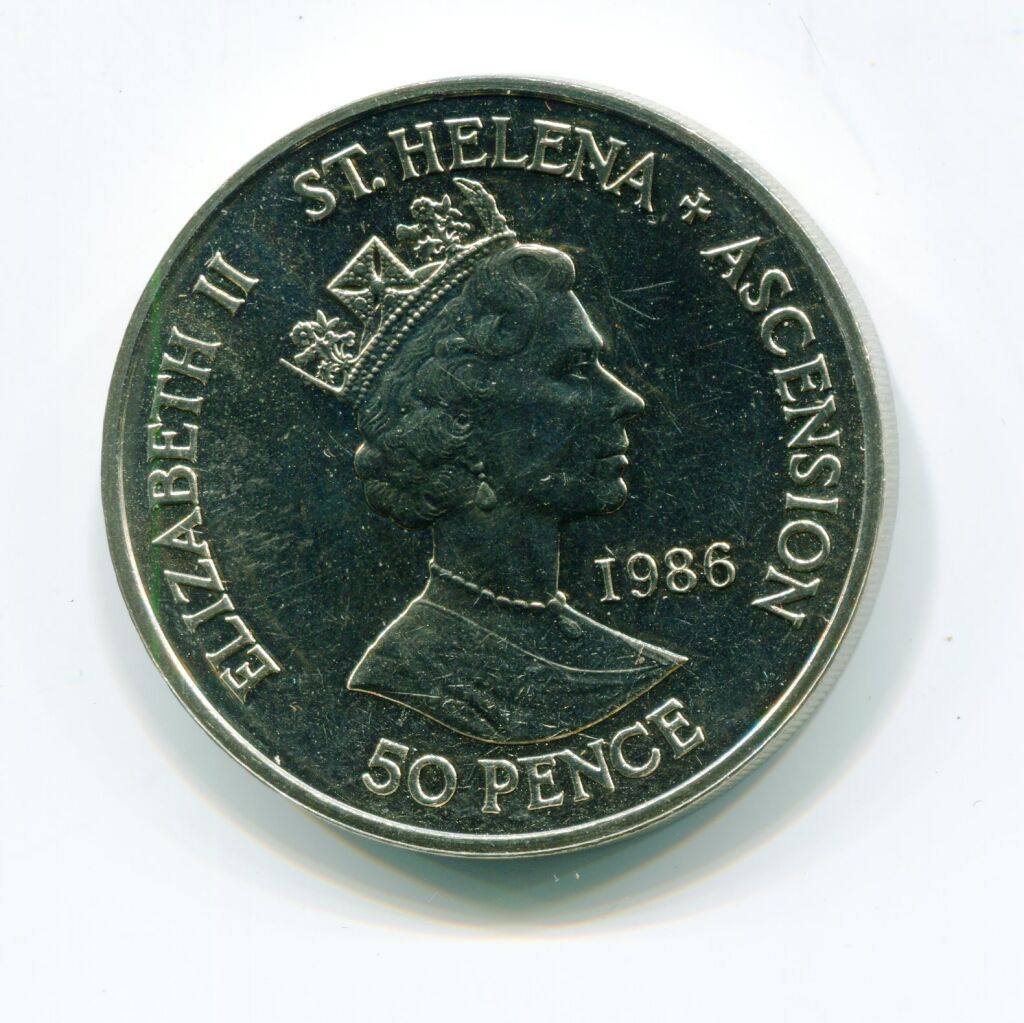 ELIZABETH II
ST. HELENA + ASCENSION
1986
50 PENCE